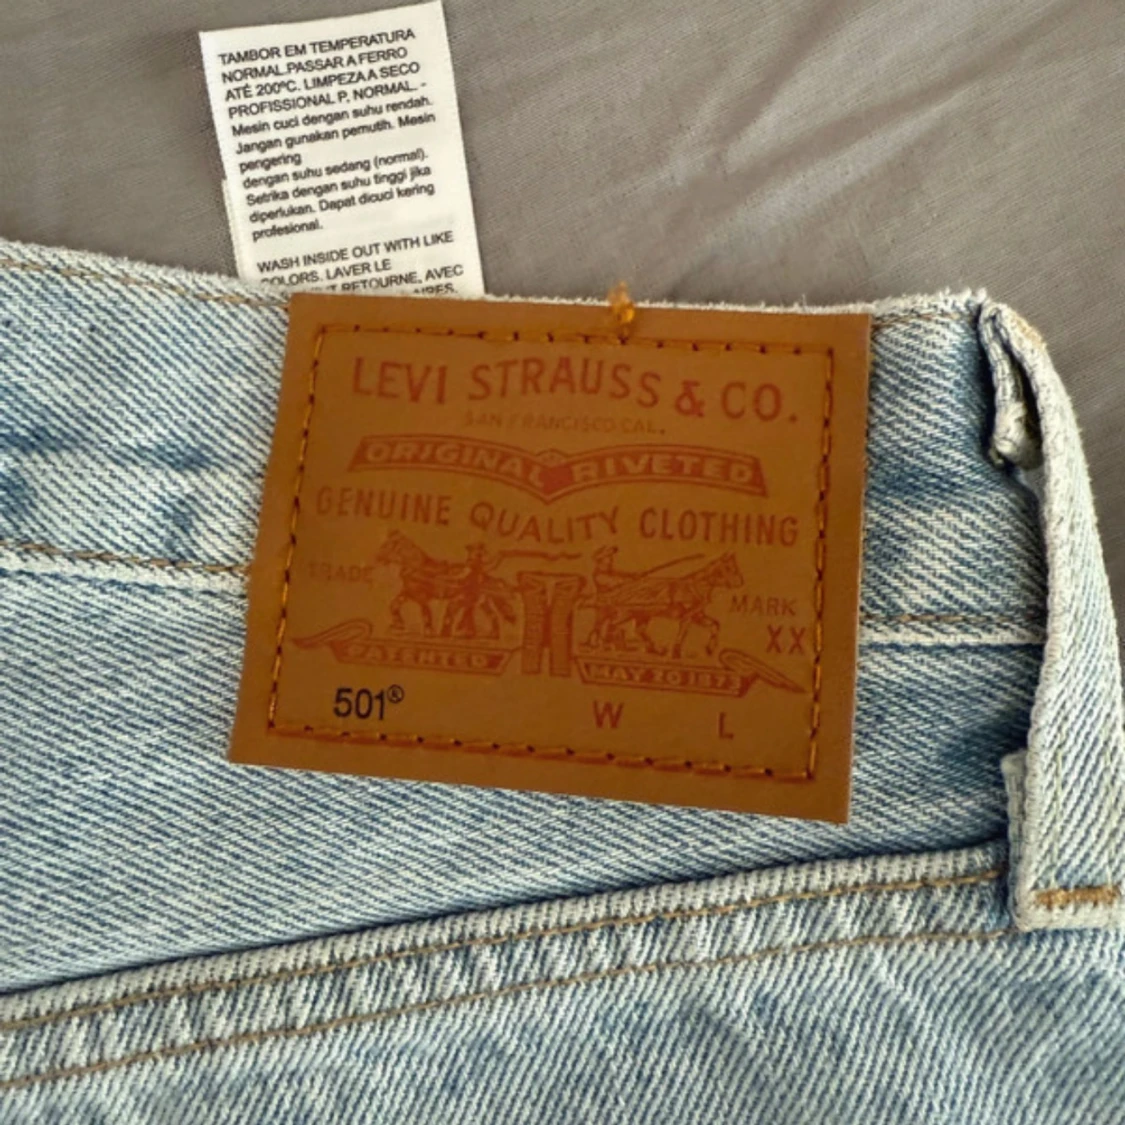 TAMBOR EM TEMPERATURA
NORMAL.PASSAR A FERRO
ATÉ 200ºC. LIMPEZA A SECO
PROFISSIONAL P, NORMAL. -
Mesin cuci dengan suhu rendah.
Jangan gunakan pemutih. Mesin
pengering
dengan suhu sedang (normal).
Setrika dengan suhu tinggi jika
diperlukan. Dapat dicuci kering
profesional.
WASH INSIDE OUT WITH LIKE
COLORS. LAVER LE
RETOURNE, AVEC
LEVI STRAUSS & CO.
SAN FRANCISCO CAL.
ORIGINAL RIVETED
GENUINE QUALITY CLOTHING
TRADE MARK
XX
PATENTED MAY 20 1873
501® W L